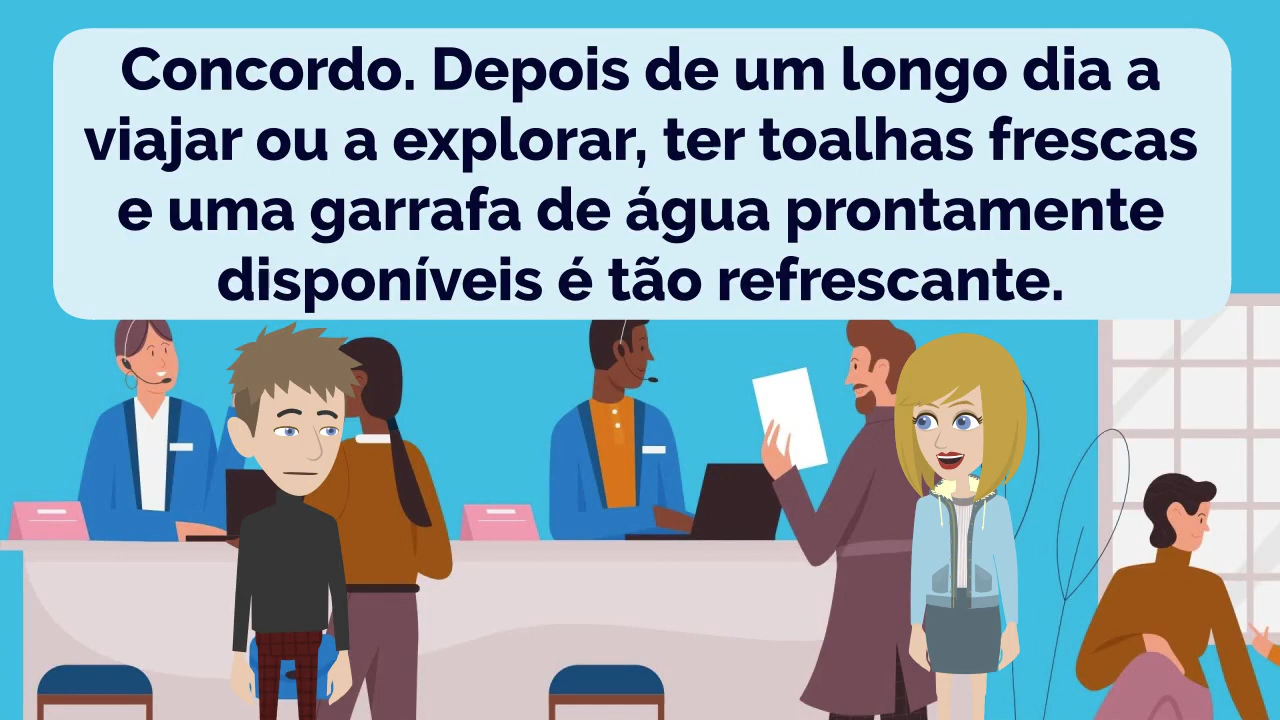 Concordo. Depois de um longo dia a
viajar ou a explorar, ter toalhas frescas
e uma garrafa de água prontamente
disponíveis é tão refrescante.